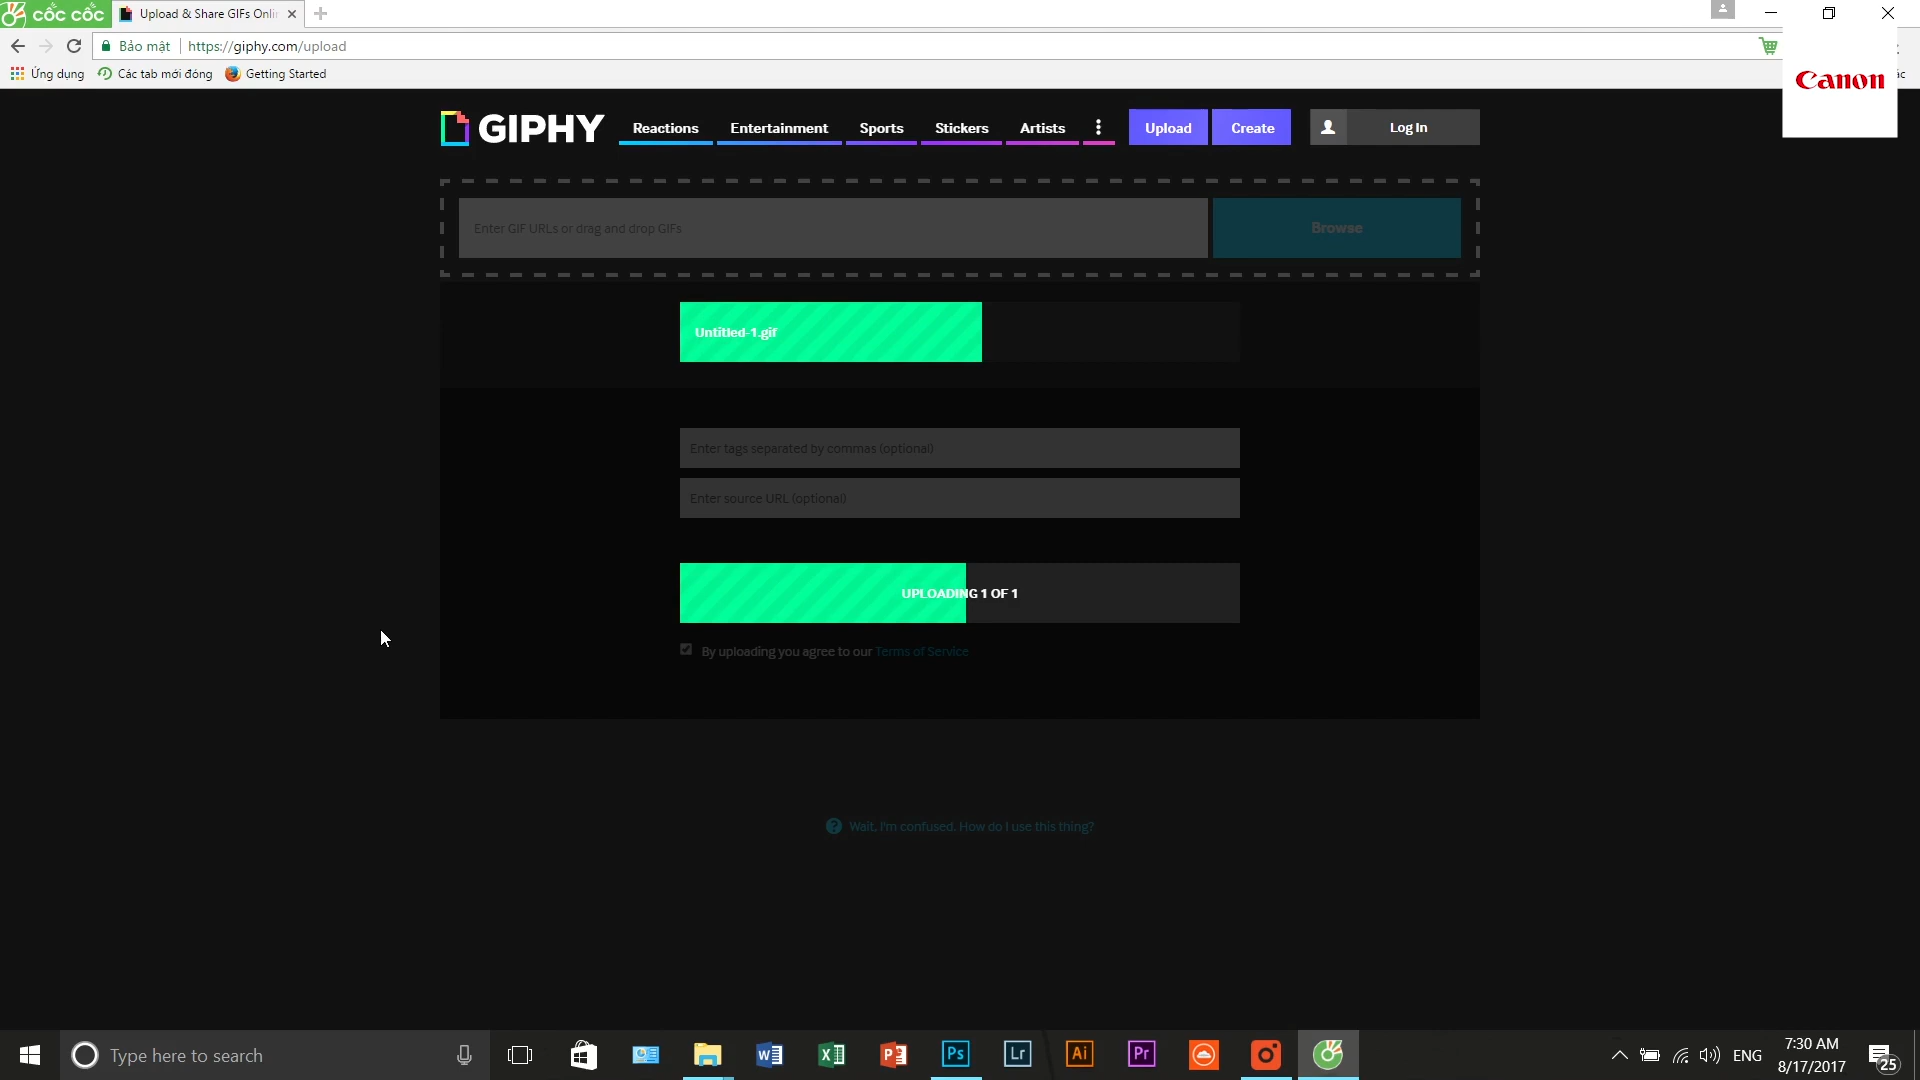 cốc cốc
Upload & Share GIFs Onli
Bảo mật
https://giphy.com/upload
Ứng dụng
Các tab mới đóng
Getting Started
Canon
GIPHY
Reactions
Entertainment
Sports
Stickers
Artists
Upload
Create
Log In
Enter GIF URLs or drag and drop GIFs
Browse
Untitled-1.gif
Enter tags separated by commas (optional)
Enter source URL (optional)
UPLOADING 1 OF 1
By uploading you agree to our Terms of Service
? Wait, I'm confused. How do I use this thing?
Type here to search
Ps
Lr
Ai
Pr
ENG
7:30 AM
8/17/2017
25